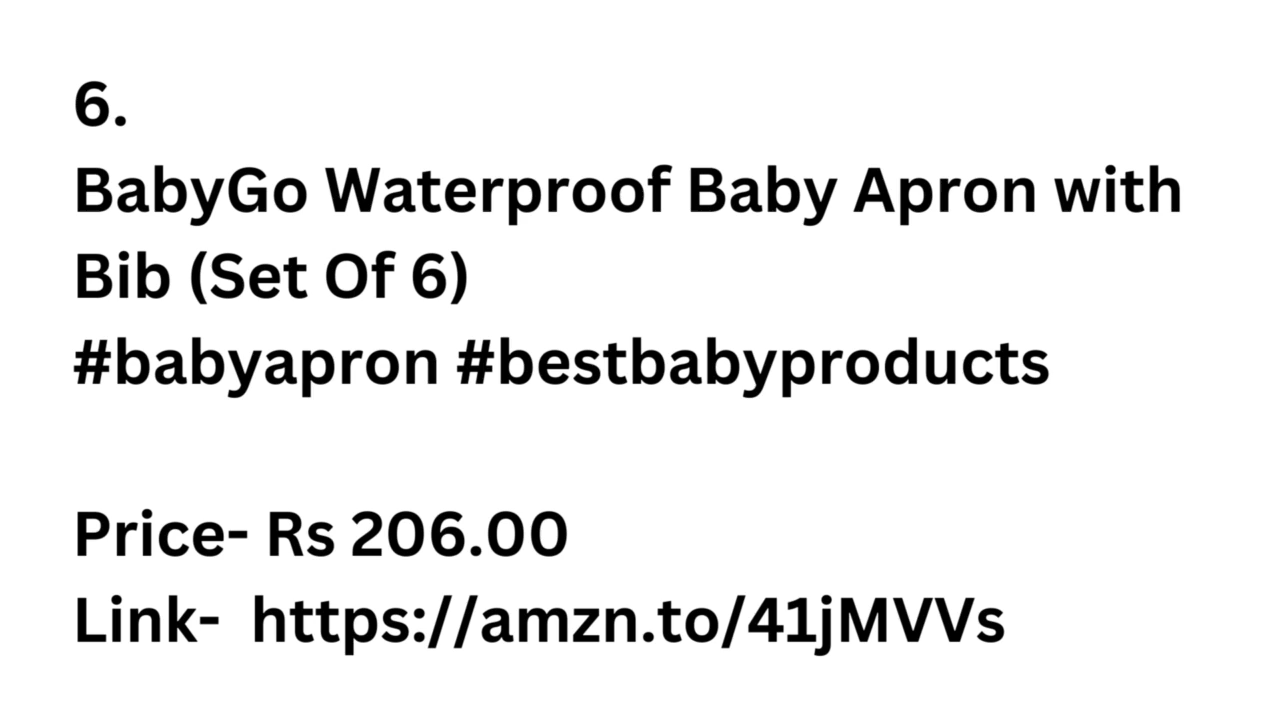 6.
BabyGo Waterproof Baby Apron with
Bib (Set Of 6)
#babyapron #bestbabyproducts
Price- Rs 206.00
Link-  https://amzn.to/41jMVVs